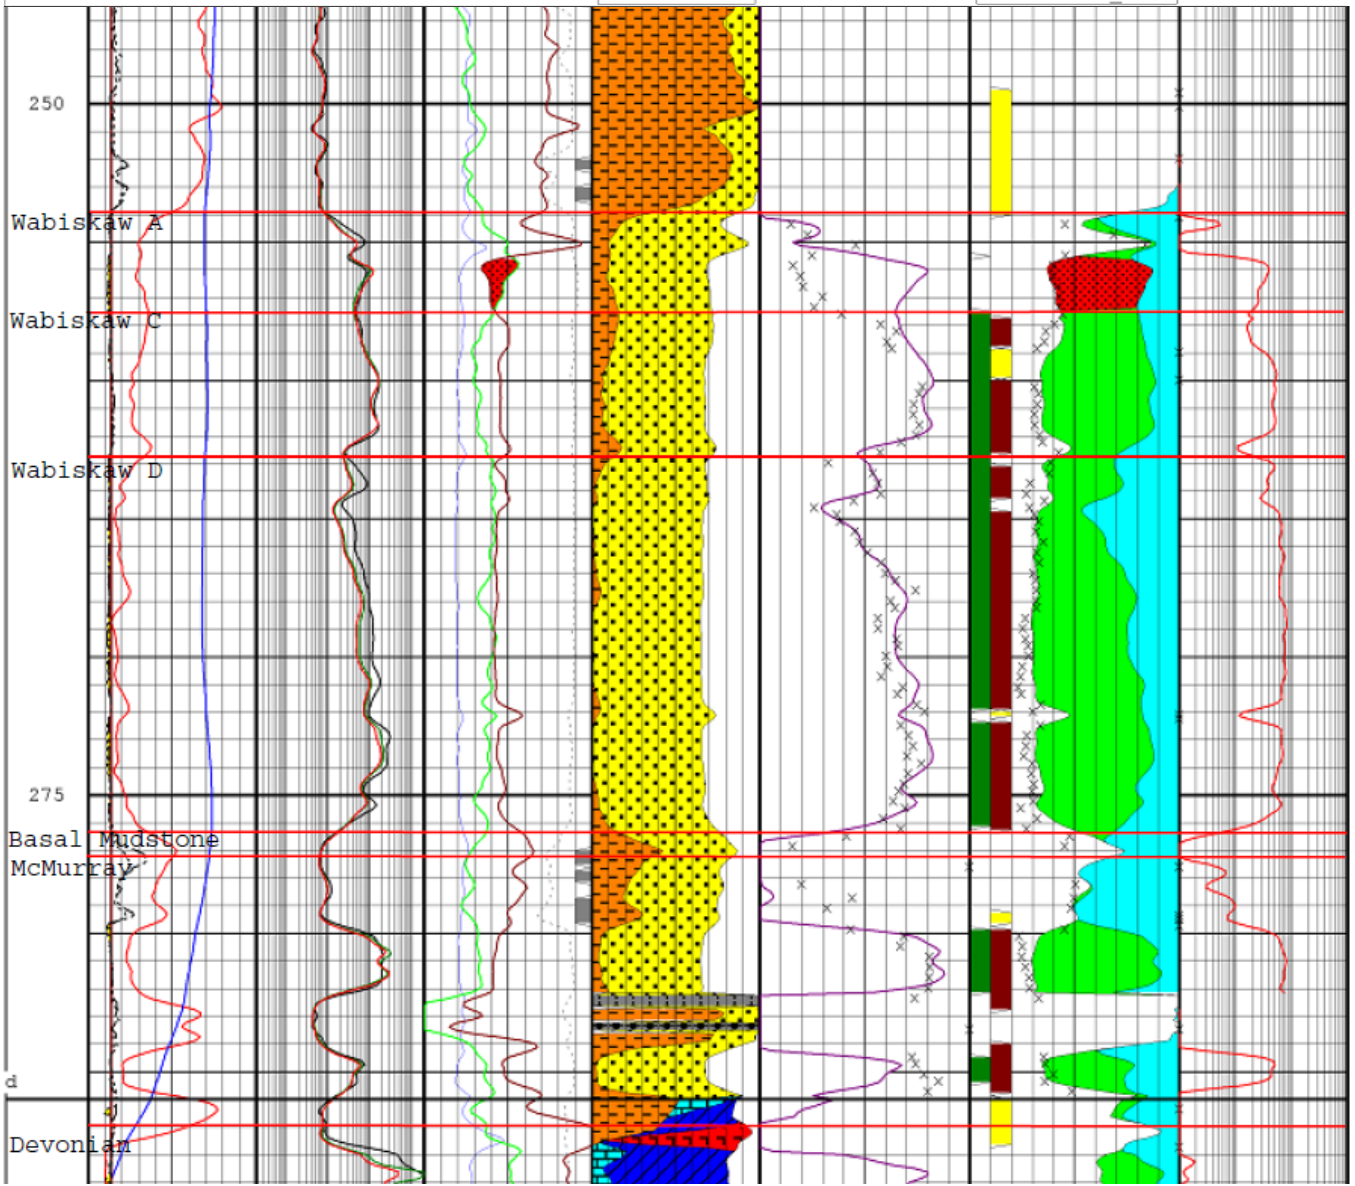 250
Wabiskaw A
Wabiskaw C
Wabiskaw D
275
Basal Mudstone
McMurray
d
Devonian